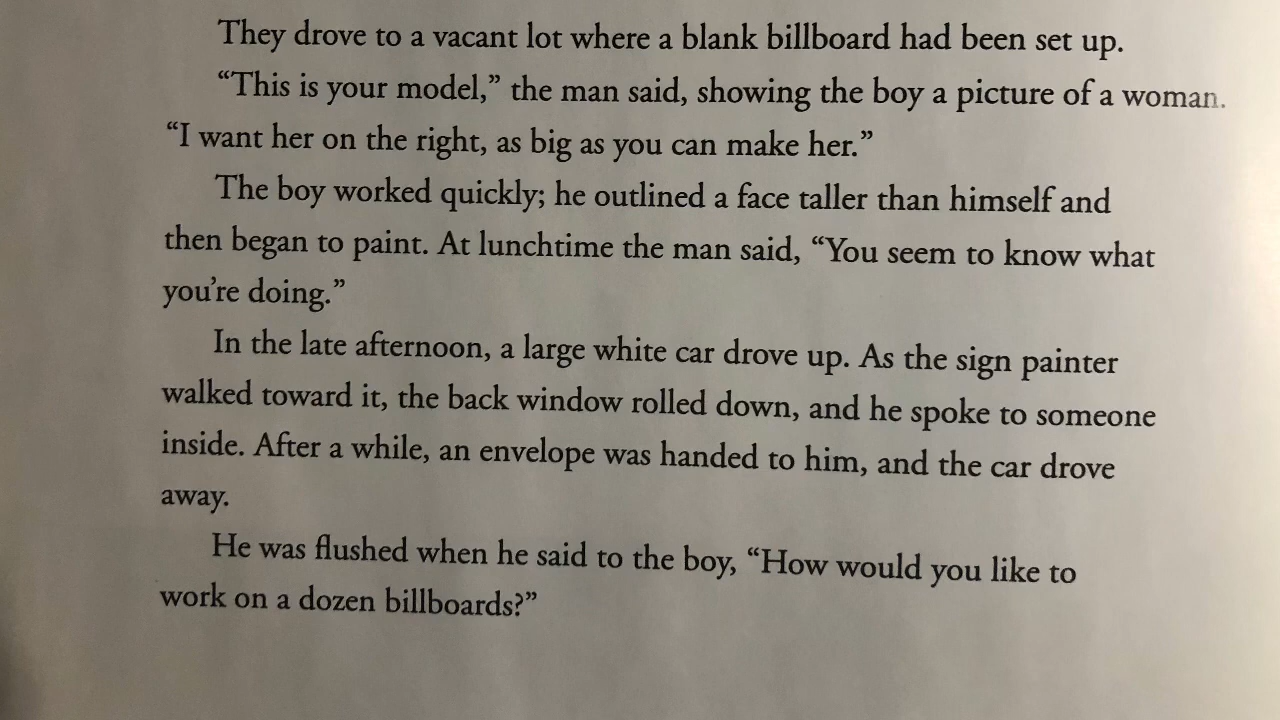 They drove to a vacant lot where a blank billboard had been set up.
“This is your model,” the man said, showing the boy a picture of a woman.
“I want her on the right, as big as you can make her.”
The boy worked quickly; he outlined a face taller than himself and
then began to paint. At lunchtime the man said, “You seem to know what
you’re doing.”
In the late afternoon, a large white car drove up. As the sign painter
walked toward it, the back window rolled down, and he spoke to someone
inside. After a while, an envelope was handed to him, and the car drove
away.
He was flushed when he said to the boy, “How would you like to
work on a dozen billboards?”